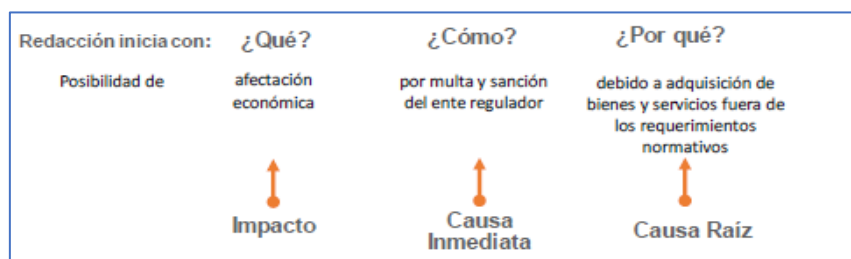 Redacción inicia con: ¿Qué? ¿Cómo? ¿Por qué?
Posibilidad de
afectación
económica
por multa y sanción
del ente regulador
debido a adquisición de
bienes y servicios fuera de
los requerimientos
normativos
Impacto
Causa
Inmediata
Causa Raíz